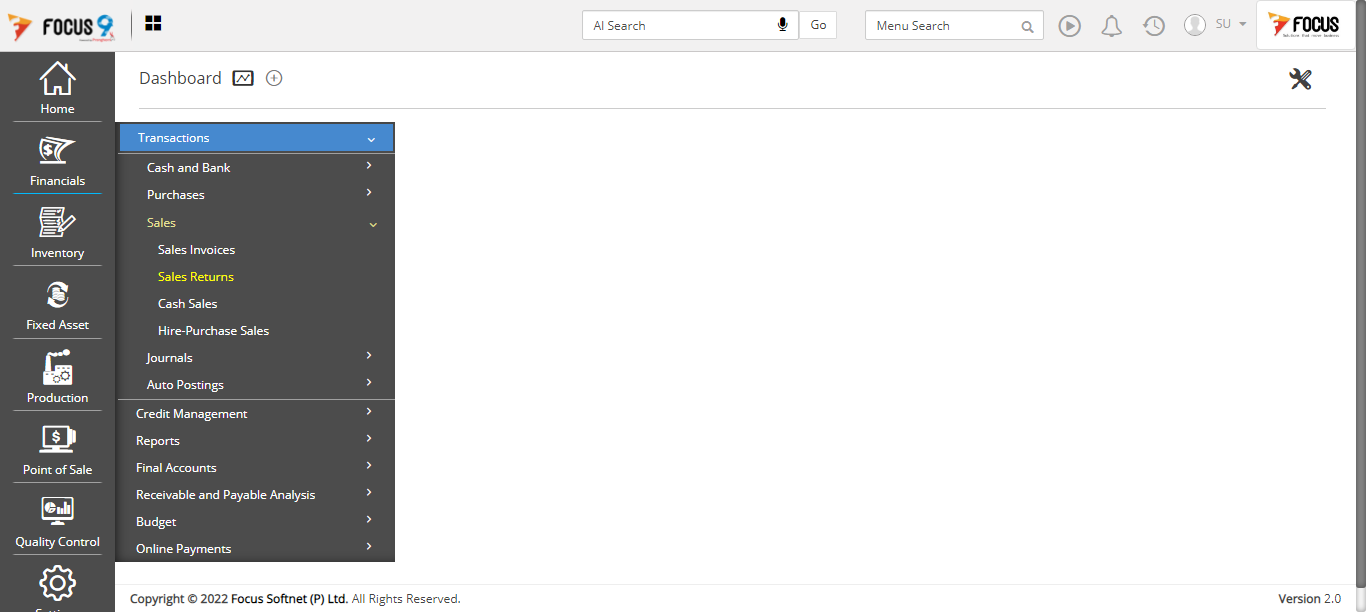 FOCUS 9
AI Search
Go
Menu Search
SU
FOCUS
Dashboard
Home
Financials
Inventory
Fixed Asset
Production
Point of Sale
Quality Control
Transactions
Cash and Bank
Purchases
Sales
Sales Invoices
Sales Returns
Cash Sales
Hire-Purchase Sales
Journals
Auto Postings
Credit Management
Reports
Final Accounts
Receivable and Payable Analysis
Budget
Online Payments
Copyright © 2022 Focus Softnet (P) Ltd. All Rights Reserved.
Version 2.0